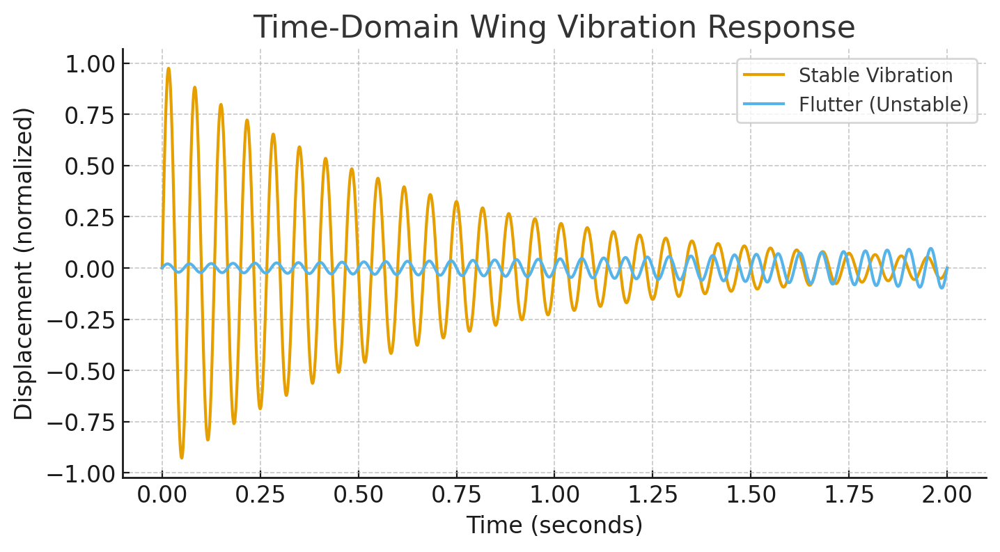 Time-Domain Wing Vibration Response
Stable Vibration
Flutter (Unstable)
Displacement (normalized)
1.00
0.75
0.50
0.25
0.00
−0.25
−0.50
−0.75
−1.00
0.00 0.25 0.50 0.75 1.00 1.25 1.50 1.75 2.00
Time (seconds)